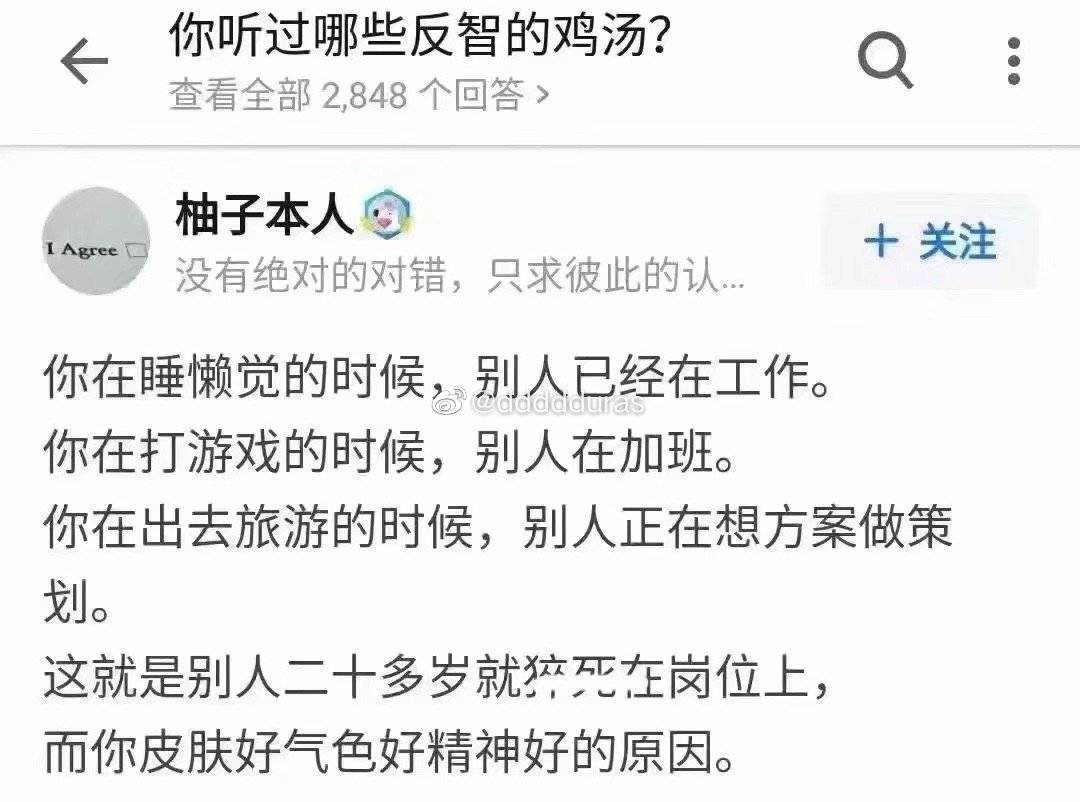 你听过哪些反智的鸡汤？
查看全部 2,848 个回答 >
柚子本人
I Agree
没有绝对的对错，只求彼此的认...
+ 关注
你在睡懒觉的时候，别人已经在工作。
@dddddduras
你在打游戏的时候，别人在加班。
你在出去旅游的时候，别人正在想方案做策
划。
这就是别人二十多岁就猝死在岗位上，
而你皮肤好气色好精神好的原因。